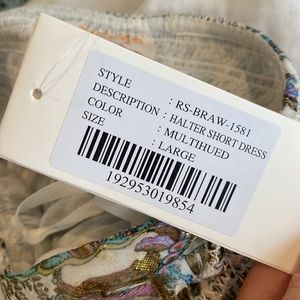 STYLE : RS-BRAW-1581
DESCRIPTION : HALTER SHORT DRESS
COLOR : MULTIHUED
SIZE : LARGE
192953019854